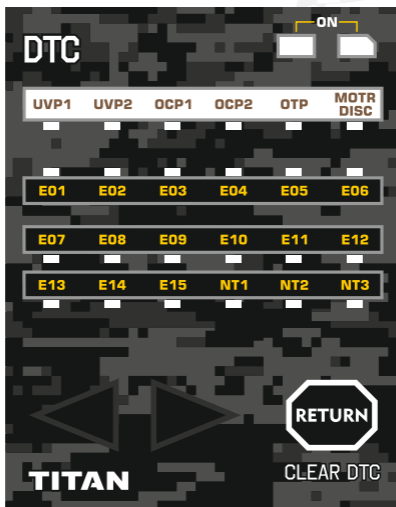 ON
DTC
UVP1 UVP2 OCP1 OCP2 OTP MOTR DISC
E01 E02 E03 E04 E05 E06
E07 E08 E09 E10 E11 E12
E13 E14 E15 NT1 NT2 NT3
RETURN
CLEAR DTC
TITAN